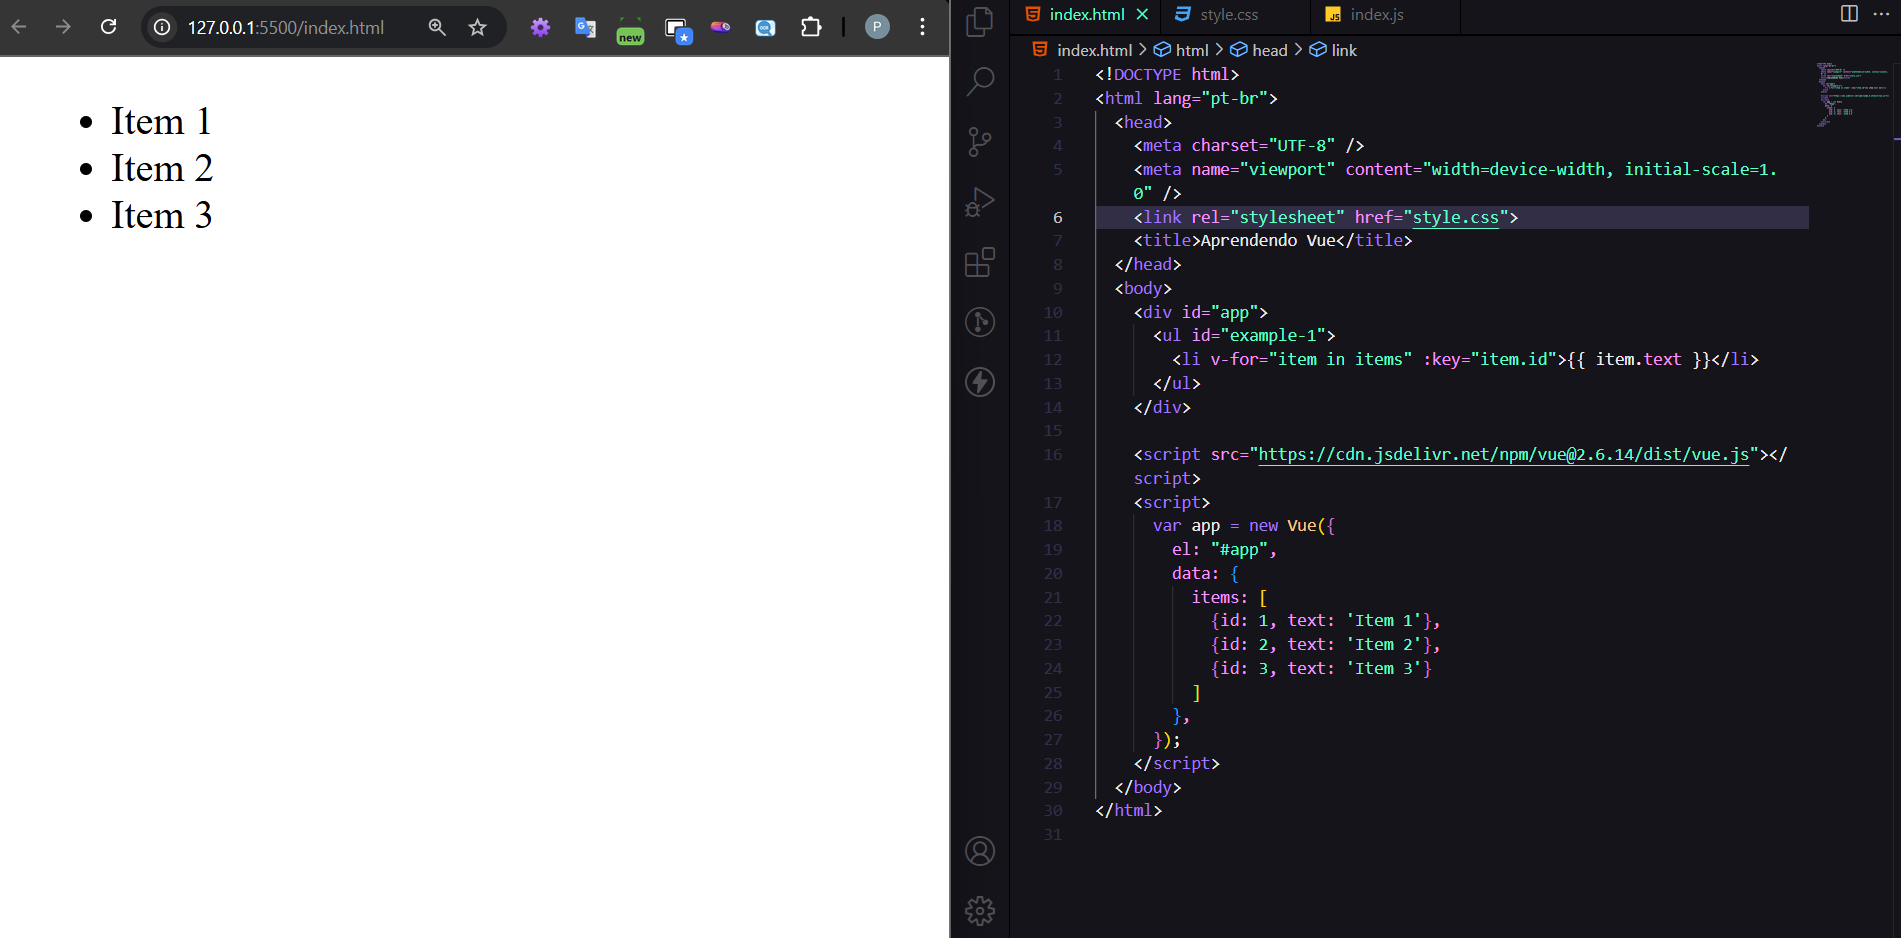 127.0.0.1:5500/index.html
new
P
Item 1
Item 2
Item 3
index.html
style.css
index.js
index.html > html > head > link
1 <!DOCTYPE html>
2 <html lang="pt-br">
3 <head>
4 <meta charset="UTF-8" />
5 <meta name="viewport" content="width=device-width, initial-scale=1.
0" />
6 <link rel="stylesheet" href="style.css">
7 <title>Aprendendo Vue</title>
8 </head>
9 <body>
10 <div id="app">
11 <ul id="example-1">
12 <li v-for="item in items" :key="item.id">{{ item.text }}</li>
13 </ul>
14 </div>
15
16 <script src="https://cdn.jsdelivr.net/npm/vue@2.6.14/dist/vue.js"></
script>
17 <script>
18 var app = new Vue({
19 el: "#app",
20 data: {
21 items: [
22 {id: 1, text: 'Item 1'},
23 {id: 2, text: 'Item 2'},
24 {id: 3, text: 'Item 3'}
25 ]
26 },
27 });
28 </script>
29 </body>
30 </html>
31